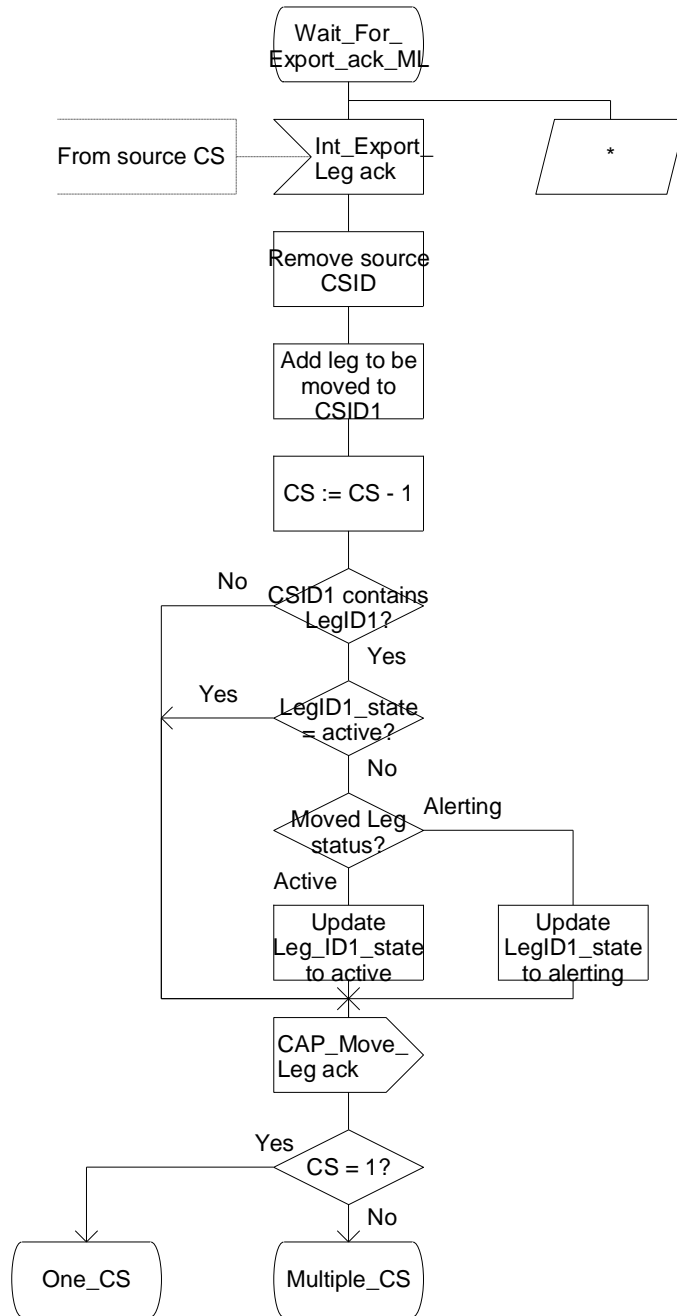 Wait_For_
Export_ack_ML
From source CS
Int_Export_
Leg ack
*
Remove source
CSID
Add leg to be
moved to
CSID1
CS := CS - 1
No
CSID1 contains
LegID1?
Yes
Yes
LegID1_state
= active?
No
Moved Leg
status?
Alerting
Active
Update
Leg_ID1_state
to active
Update
LegID1_state
to alerting
CAP_Move_
Leg ack
Yes
CS = 1?
No
One_CS
Multiple_CS